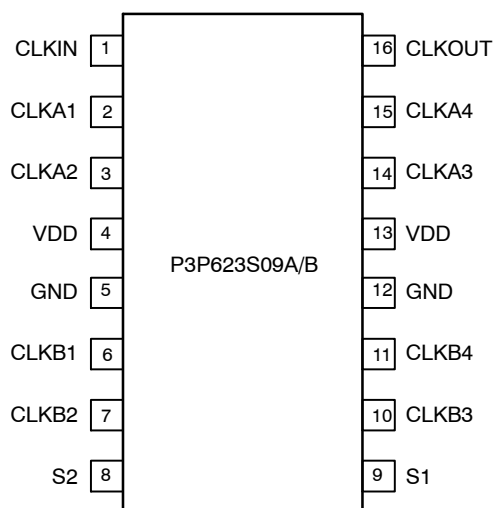 CLKIN 1 16 CLKOUT
CLKA1 2 15 CLKA4
CLKA2 3 14 CLKA3
VDD 4 13 VDD
P3P623S09A/B
GND 5 12 GND
CLKB1 6 11 CLKB4
CLKB2 7 10 CLKB3
S2 8 9 S1